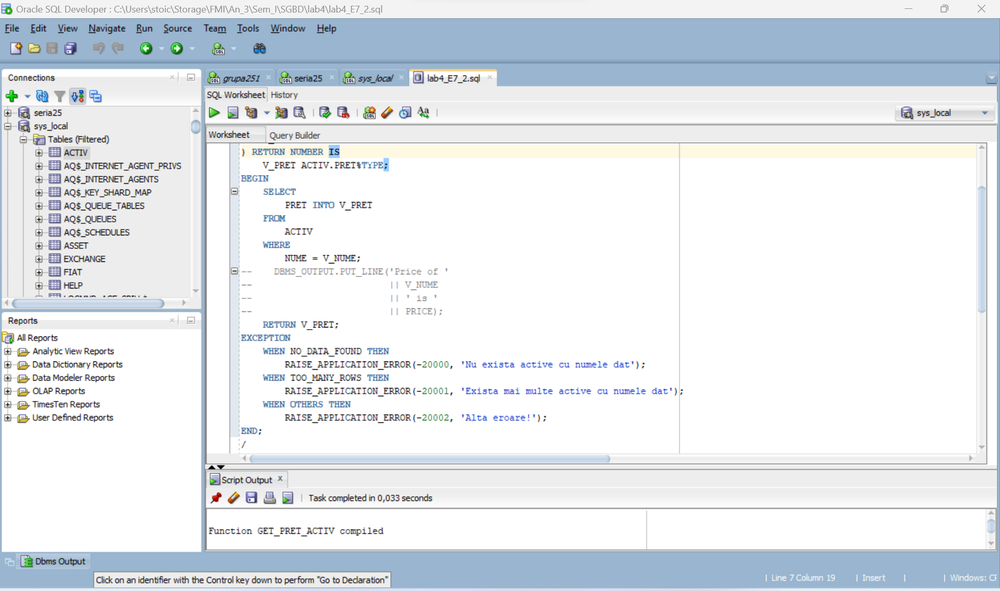 Oracle SQL Developer : C:\Users\stoic\Storage\FMI\An_3\Sem_I\SGBD\lab4\lab4_E7_2.sql
File Edit View Navigate Run Source Team Tools Window Help
Connections
seria25
sys_local
Tables (Filtered)
ACTIV
AQ$_INTERNET_AGENT_PRIVS
AQ$_INTERNET_AGENTS
AQ$_KEY_SHARD_MAP
AQ$_QUEUE_TABLES
AQ$_QUEUES
AQ$_SCHEDULES
ASSET
EXCHANGE
FIAT
HELP
Reports
All Reports
Analytic View Reports
Data Dictionary Reports
Data Modeler Reports
OLAP Reports
TimesTen Reports
User Defined Reports
grupa251 seria25 sys_local lab4_E7_2.sql
SQL Worksheet History
sys_local
Worksheet Query Builder
) RETURN NUMBER IS
V_PRET ACTIV.PRET%TYPE;
BEGIN
SELECT
PRET INTO V_PRET
FROM
ACTIV
WHERE
NUME = V_NUME;
-- DBMS_OUTPUT.PUT_LINE('Price of '
-- || V_NUME
-- || ' is '
-- || PRICE);
RETURN V_PRET;
EXCEPTION
WHEN NO_DATA_FOUND THEN
RAISE_APPLICATION_ERROR(-20000, 'Nu exista active cu numele dat');
WHEN TOO_MANY_ROWS THEN
RAISE_APPLICATION_ERROR(-20001, 'Exista mai multe active cu numele dat');
WHEN OTHERS THEN
RAISE_APPLICATION_ERROR(-20002, 'Alta eroare!');
END;
/
Script Output
Task completed in 0,033 seconds
Function GET_PRET_ACTIV compiled
Dbms Output
Click on an identifier with the Control key down to perform "Go to Declaration"
Line 7 Column 19 Insert Windows: CF